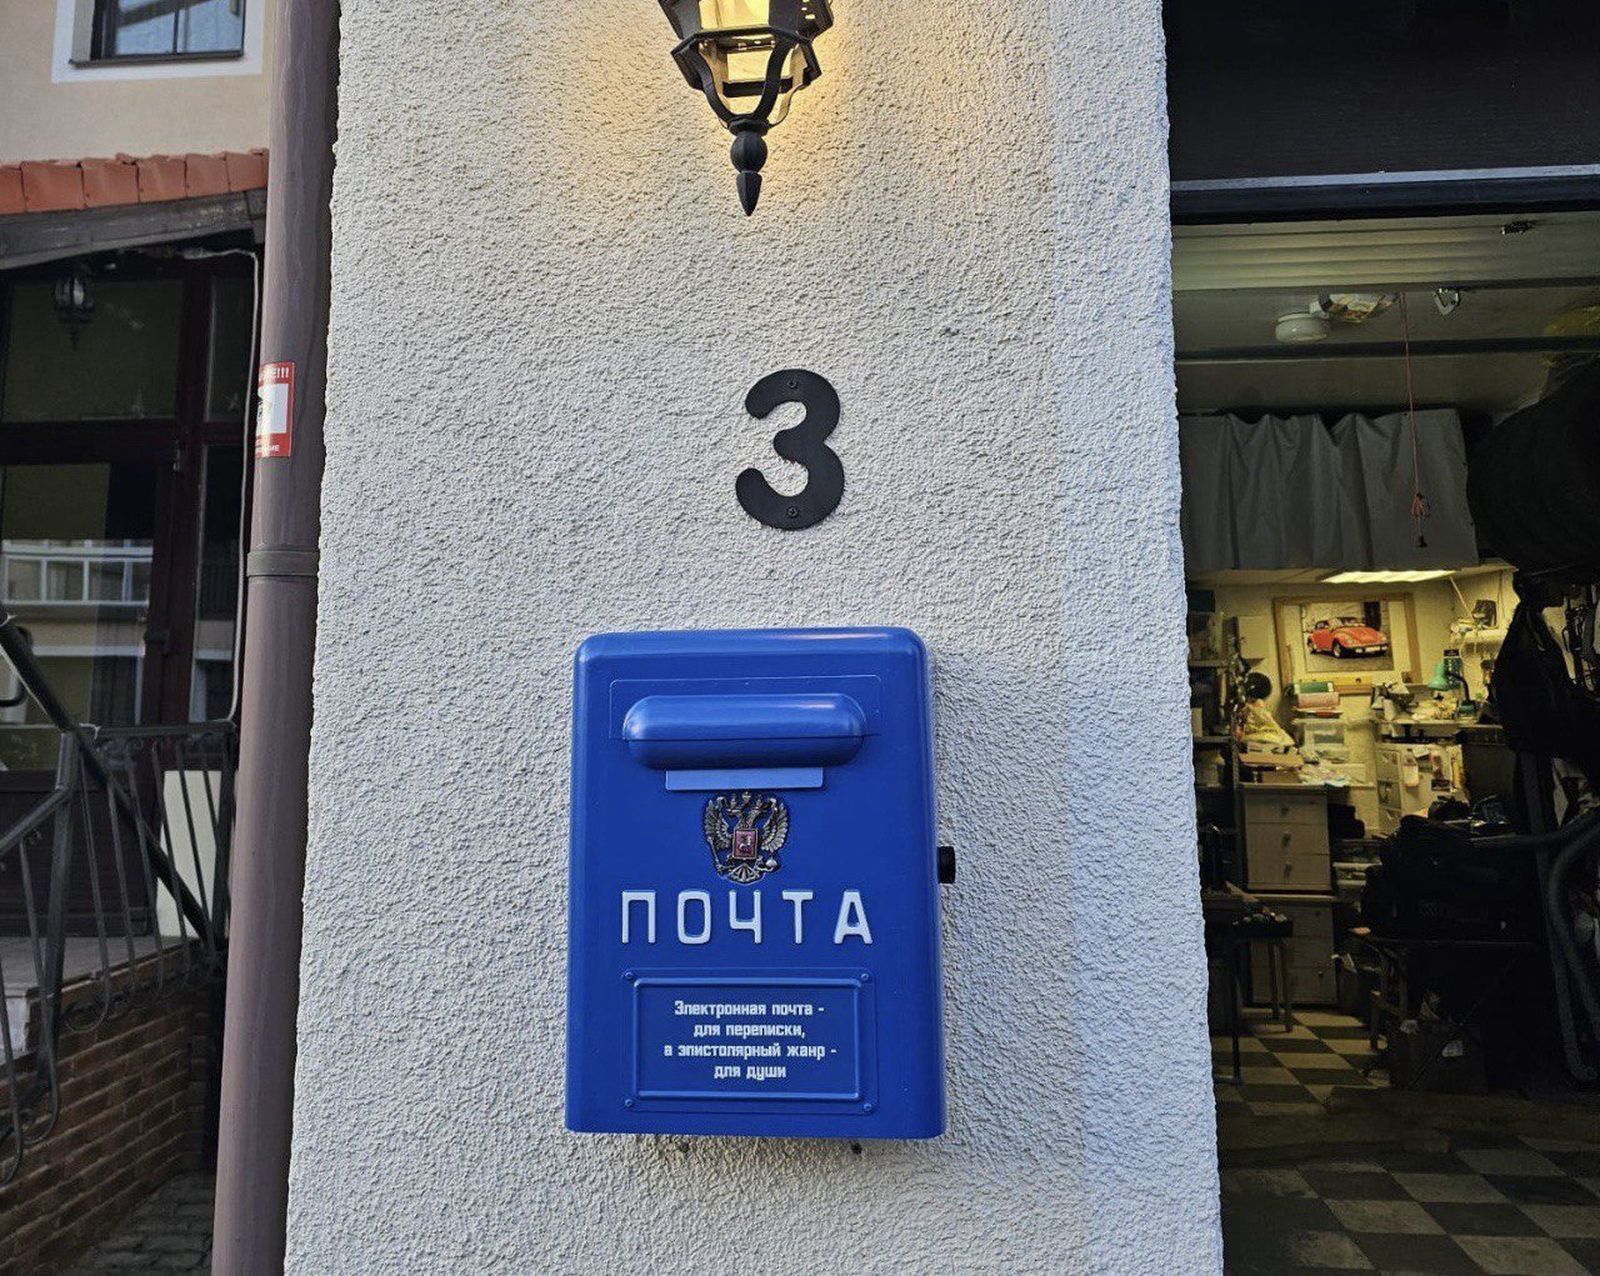 3
ПОЧТА
Электронная почта -
для переписки,
а эпистолярный жанр -
для души